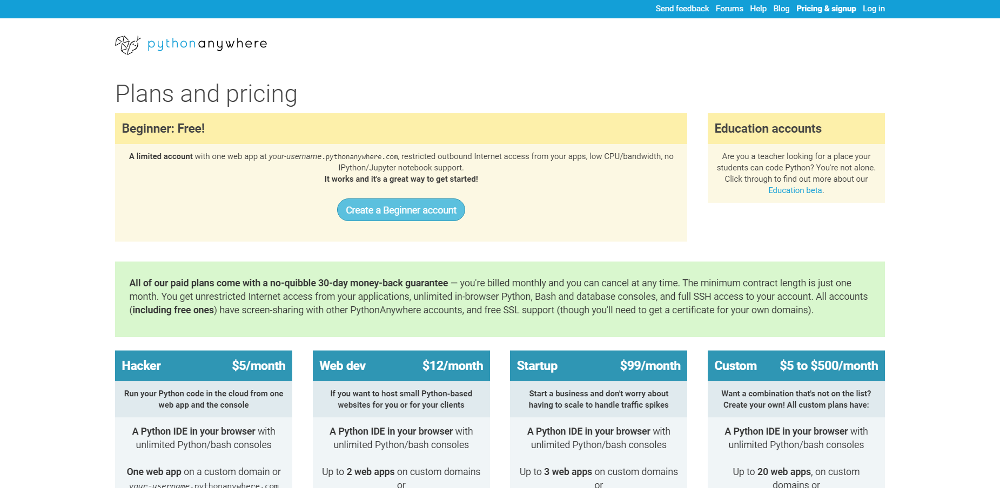 Send feedback Forums Help Blog Pricing & signup Log in
pythonanywhere
Plans and pricing
Beginner: Free!
A limited account with one web app at your-username.pythonanywhere.com, restricted outbound Internet access from your apps, low CPU/bandwidth, no
IPython/Jupyter notebook support.
It works and it's a great way to get started!
Create a Beginner account
Education accounts
Are you a teacher looking for a place your
students can code Python? You're not alone.
Click through to find out more about our
Education beta.
All of our paid plans come with a no-quibble 30-day money-back guarantee — you're billed monthly and you can cancel at any time. The minimum contract length is just one
month. You get unrestricted Internet access from your applications, unlimited in-browser Python, Bash and database consoles, and full SSH access to your account. All accounts
(including free ones) have screen-sharing with other PythonAnywhere accounts, and free SSL support (though you'll need to get a certificate for your own domains).
Hacker $5/month
Run your Python code in the cloud from one
web app and the console
A Python IDE in your browser with
unlimited Python/bash consoles
One web app on a custom domain or
your-username.pythonanywhere.com
Web dev $12/month
If you want to host small Python-based
websites for you or for your clients
A Python IDE in your browser with
unlimited Python/bash consoles
Up to 2 web apps on custom domains
or
Startup $99/month
Start a business and don't worry about
having to scale to handle traffic spikes
A Python IDE in your browser with
unlimited Python/bash consoles
Up to 3 web apps on custom domains
or
Custom $5 to $500/month
Want a combination that's not on the list?
Create your own! All custom plans have:
A Python IDE in your browser with
unlimited Python/bash consoles
Up to 20 web apps, on custom
domains or